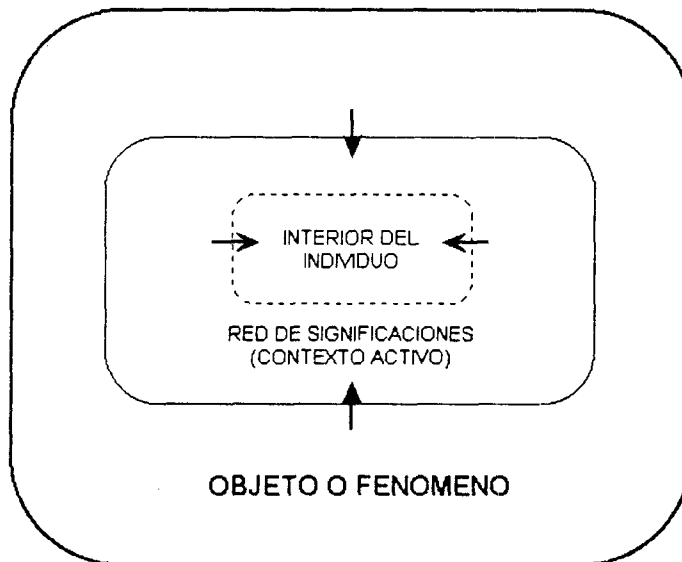 INTERIOR DEL
INDIVIDUO
RED DE SIGNIFICACIONES
(CONTEXTO ACTIVO)
OBJETO O FENOMENO